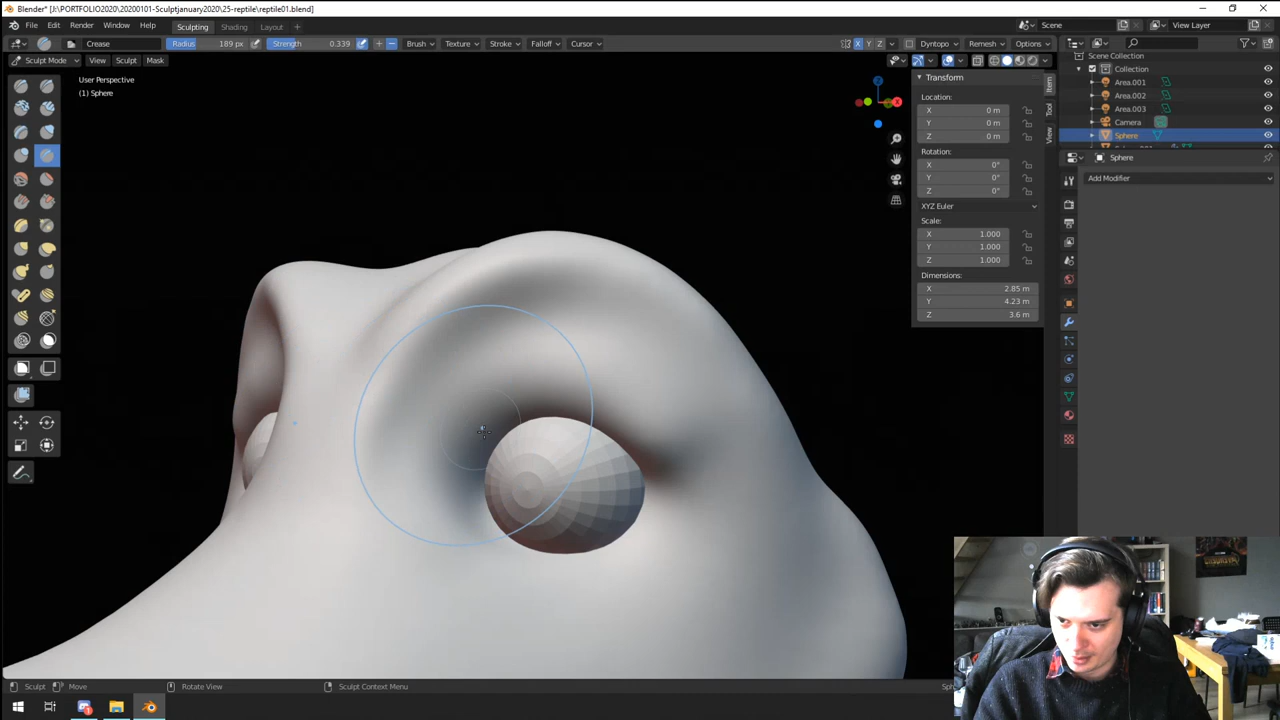 Blender* [J:\PORTFOLIO2020\20200101-Sculptjanuary2020\25-reptile\reptile01.blend]
File Edit Render Window Help Sculpting Shading Layout Scene View Layer
Crease Radius 189 px Strength 0.339 Brush Texture Stroke Falloff Cursor X Y Z Dyntopo Remesh Options
Sculpt Mode View Sculpt Mask
User Perspective
(1) Sphere
Transform
Location:
X 0 m
Y 0 m
Z 0 m
Rotation:
X 0°
Y 0°
Z 0°
XYZ Euler
Scale:
X 1.000
Y 1.000
Z 1.000
Dimensions:
X 2.85 m
Y 4.23 m
Z 3.6 m
Item
Tool
View
Scene Collection
Collection
Area.001
Area.002
Area.003
Camera
Sphere
Sphere
Add Modifier
Sculpt Move Rotate View Sculpt Context Menu